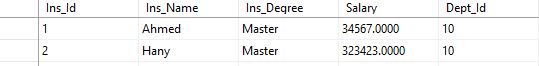 Ins_Id Ins_Name Ins_Degree Salary Dept_Id
1 Ahmed Master 34567.0000 10
2 Hany Master 323423.0000 10